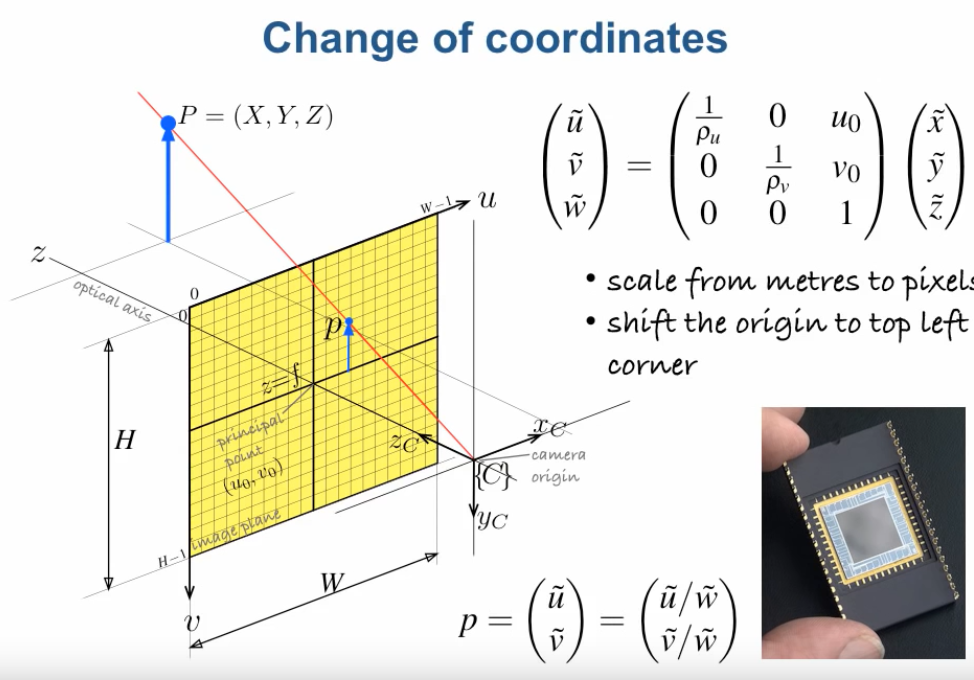 Change of coordinates
P = (X, Y, Z)
(ũ ṽ w̃) = (1/ρu 0 u0; 0 1/ρv v0; 0 0 1) (x̃ ỹ z̃)
W−1
u
z
optical axis
0
0
p
z=f
principal
point
(u0, v0)
image plane
H
H−1
v
W
xC
zC
{C}
yC
camera
origin
• scale from metres to pixels
• shift the origin to top left
corner
p = (ũ ṽ) = (ũ/w̃ ṽ/w̃)